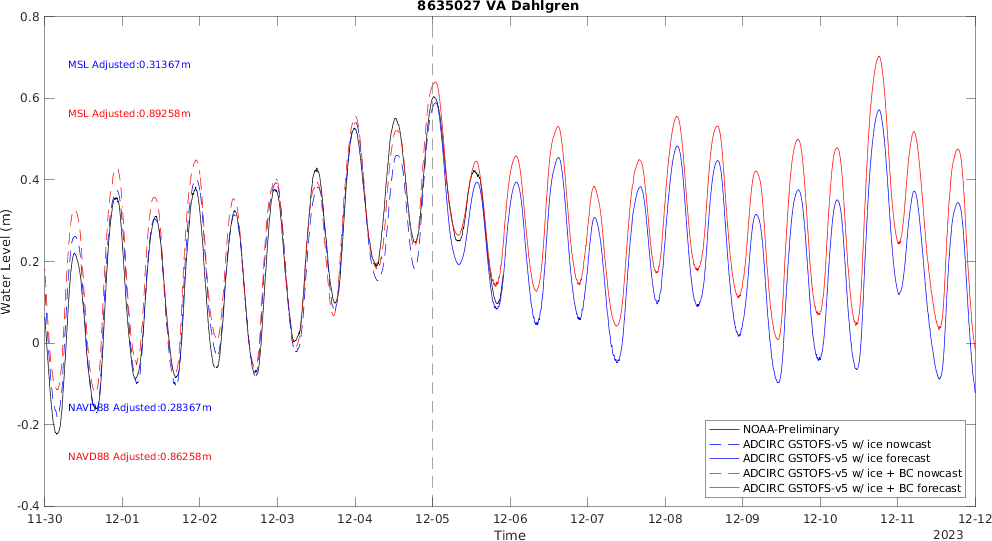 8635027 VA Dahlgren
0.8
0.6
0.4
0.2
0
-0.2
-0.4
Water Level (m)
MSL Adjusted:0.31367m
MSL Adjusted:0.89258m
NAVD88 Adjusted:0.28367m
NAVD88 Adjusted:0.86258m
NOAA-Preliminary
ADCIRC GSTOFS-v5 w/ ice nowcast
ADCIRC GSTOFS-v5 w/ ice forecast
ADCIRC GSTOFS-v5 w/ ice + BC nowcast
ADCIRC GSTOFS-v5 w/ ice + BC forecast
11-30 12-01 12-02 12-03 12-04 12-05 12-06 12-07 12-08 12-09 12-10 12-11 12-12
Time
2023